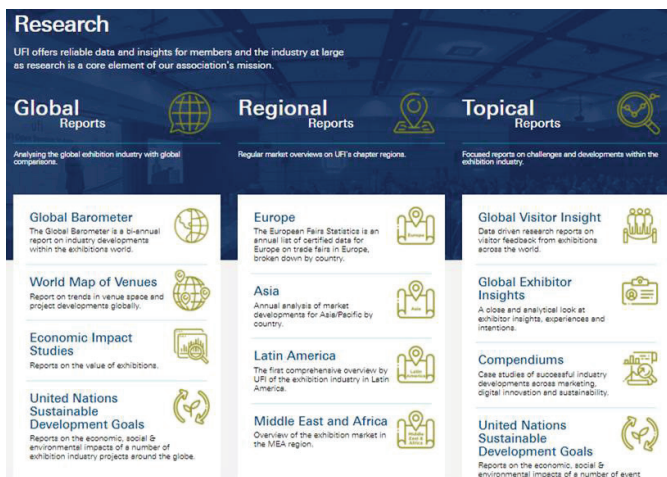 Research
UFI offers reliable data and insights for members and the industry at large
as research is a core element of our association's mission.
Global
Reports
Analysing the global exhibition industry with global
comparisons.
Global Barometer
The Global Barometer is a bi-annual
report on industry developments
within the exhibitions world.
World Map of Venues
Report on trends in venue space and
project developments globally.
Economic Impact
Studies
Reports on the value of exhibitions.
United Nations
Sustainable
Development Goals
Reports on the economic, social &
environmental impacts of a number of
exhibition industry projects around the globe.
Regional
Reports
Regular market overviews on UFI's chapter regions.
Europe
The European Fairs Statistics is an
annual list of certified data for
Europe on trade fairs in Europe,
broken down by country.
Europe
Asia
Annual analysis of market
developments for Asia/Pacific by
country.
Asia
Latin America
The first comprehensive overview by
UFI of the exhibition industry in Latin
America.
Latin
America
Middle East and Africa
Overview of the exhibition market in
the MEA region.
Middle
East &
Africa
Topical
Reports
Focused reports on challenges and developments within the
exhibition industry.
Global Visitor Insight
Data driven research reports on
visitor feedback from exhibitions
across the world.
Global Exhibitor
Insights
A close and analytical look at
exhibitor insights, experiences and
intentions.
Compendiums
Case studies of successful industry
developments across marketing,
digital innovation and sustainability.
United Nations
Sustainable
Development Goals
Reports on the economic, social &
environmental impacts of a number of event